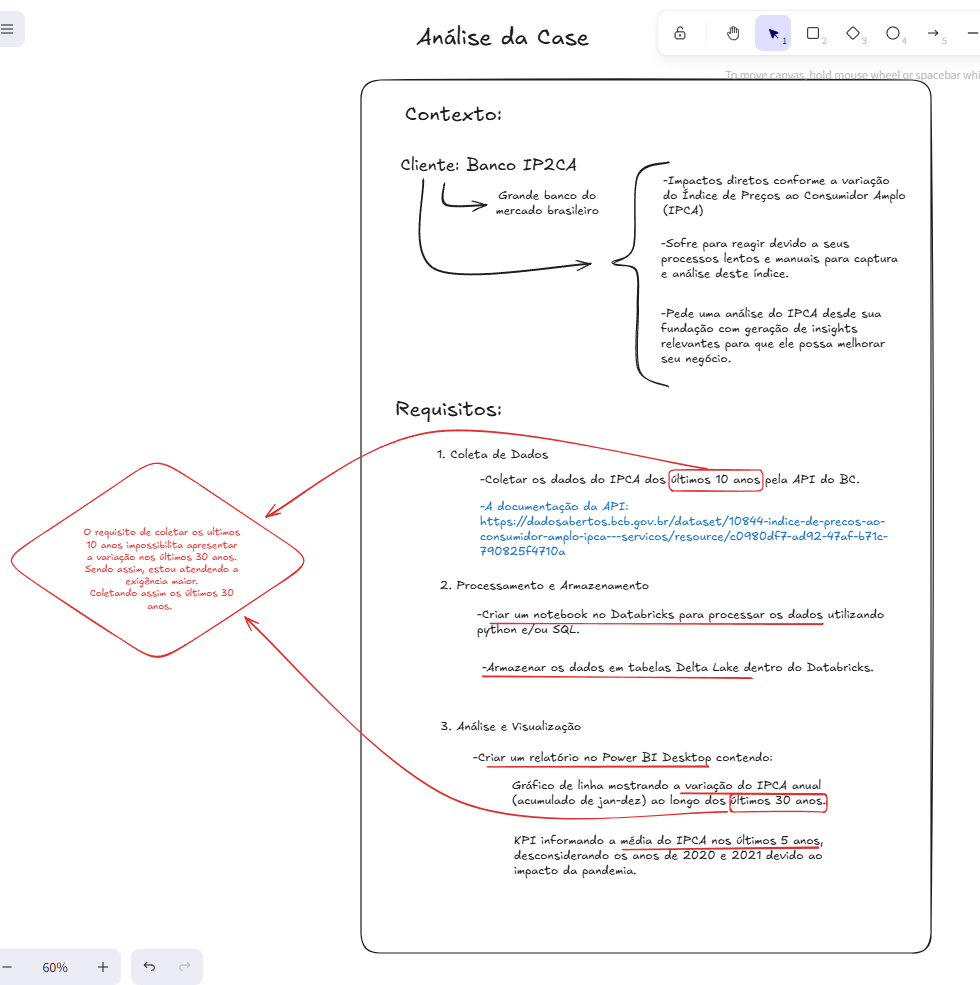 Análise da Case
1
2
3
4
5
To move canvas, hold mouse wheel or spacebar whi
Contexto:
Cliente: Banco IP2CA
Grande banco do
mercado brasileiro
-Impactos diretos conforme a variação
do Índice de Preços ao Consumidor Amplo
(IPCA)
-Sofre para reagir devido a seus
processos lentos e manuais para captura
e análise deste índice.
-Pede uma análise do IPCA desde sua
fundação com geração de insights
relevantes para que ele possa melhorar
seu negócio.
Requisitos:
1. Coleta de Dados
-Coletar os dados do IPCA dos últimos 10 anos pela API do BC.
-A documentação da API:
https://dadosabertos.bcb.gov.br/dataset/10844-indice-de-precos-ao-
consumidor-amplo-ipca---servicos/resource/c0980df7-ad92-47af-b71c-
790825f4710a
O requisito de coletar os ultimos
10 anos impossibilita apresentar
a variação nos últimos 30 anos.
Sendo assim, estou atendendo a
exigência maior.
Coletando assim os últimos 30
anos.
2. Processamento e Armazenamento
-Criar um notebook no Databricks para processar os dados utilizando
python e/ou SQL.
-Armazenar os dados em tabelas Delta Lake dentro do Databricks.
3. Análise e Visualização
-Criar um relatório no Power BI Desktop contendo:
Gráfico de linha mostrando a variação do IPCA anual
(acumulado de jan-dez) ao longo dos últimos 30 anos.
KPI informando a média do IPCA nos últimos 5 anos,
desconsiderando os anos de 2020 e 2021 devido ao
impacto da pandemia.
60%